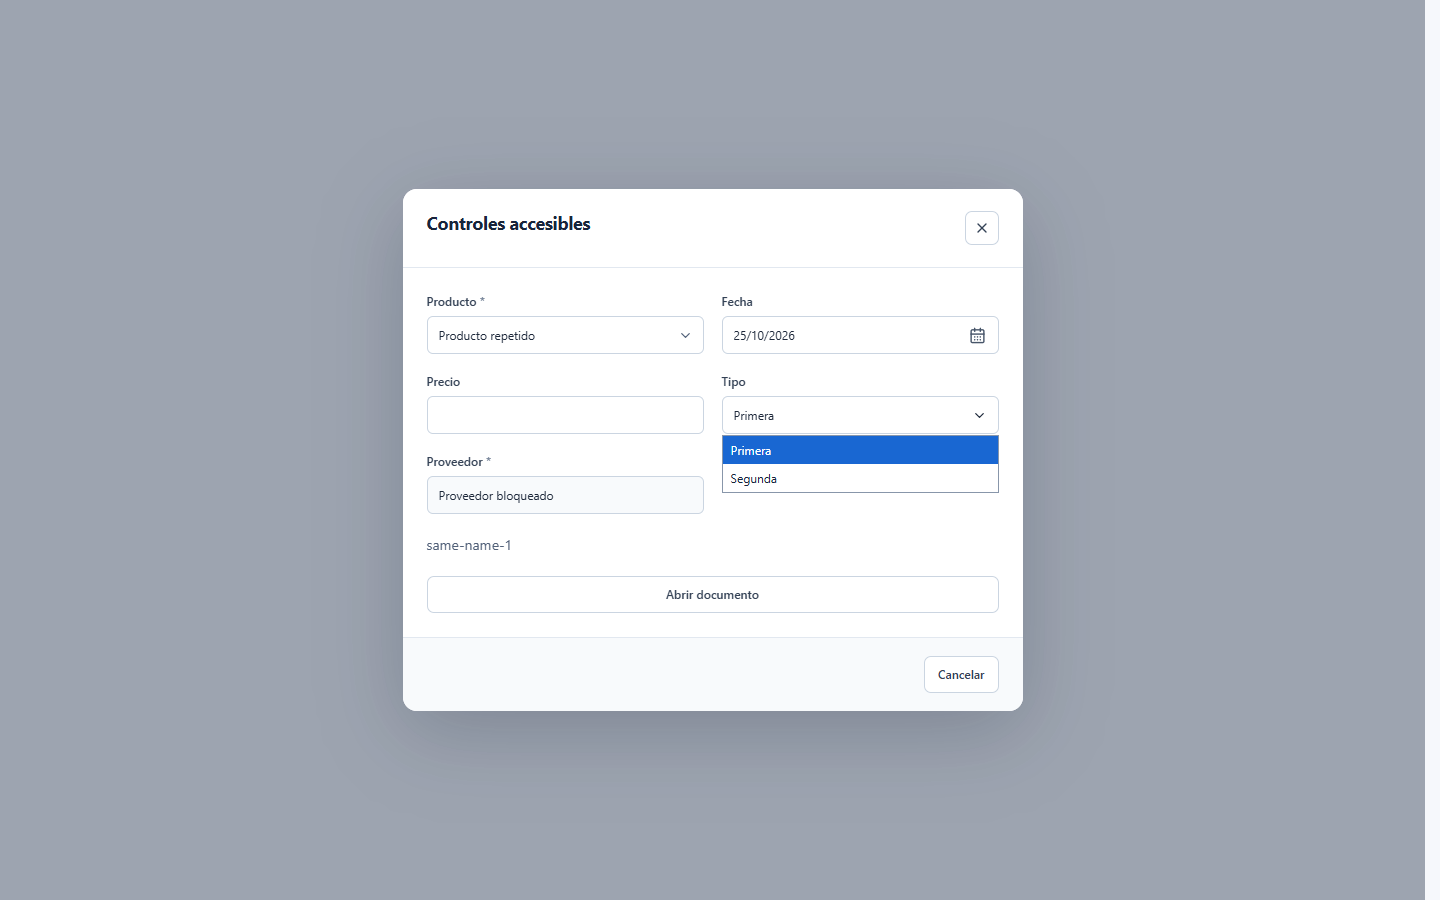 Controles accesibles
Producto *
Fecha
Producto repetido
25/10/2026
Precio
Tipo
Primera
Primera
Segunda
Proveedor *
Proveedor bloqueado
same-name-1
Abrir documento
Cancelar